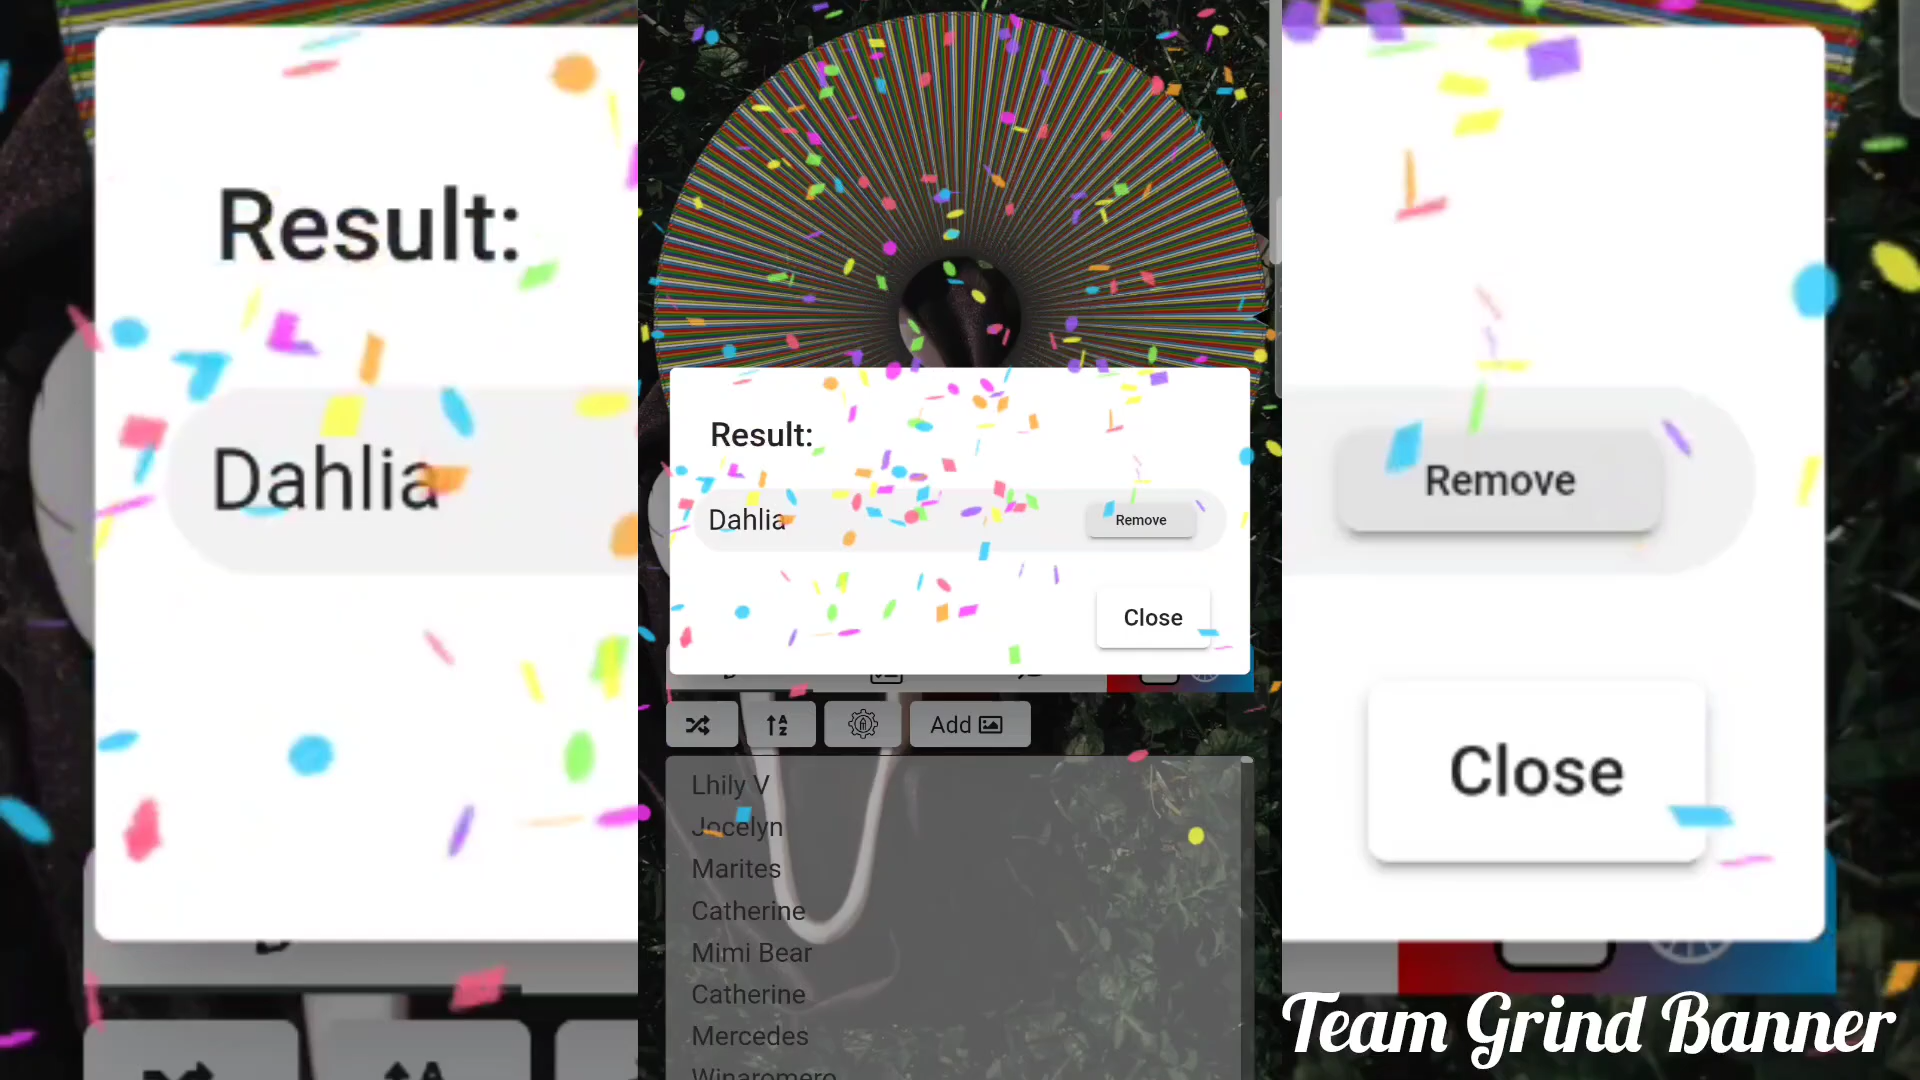 Result:
Dahlia
Result:
Dahlia
Remove
Close
Add
Lhily V
Jocelyn
Marites
Catherine
Mimi Bear
Catherine
Mercedes
Winaromero
Remove
Close
Team Grind Banner